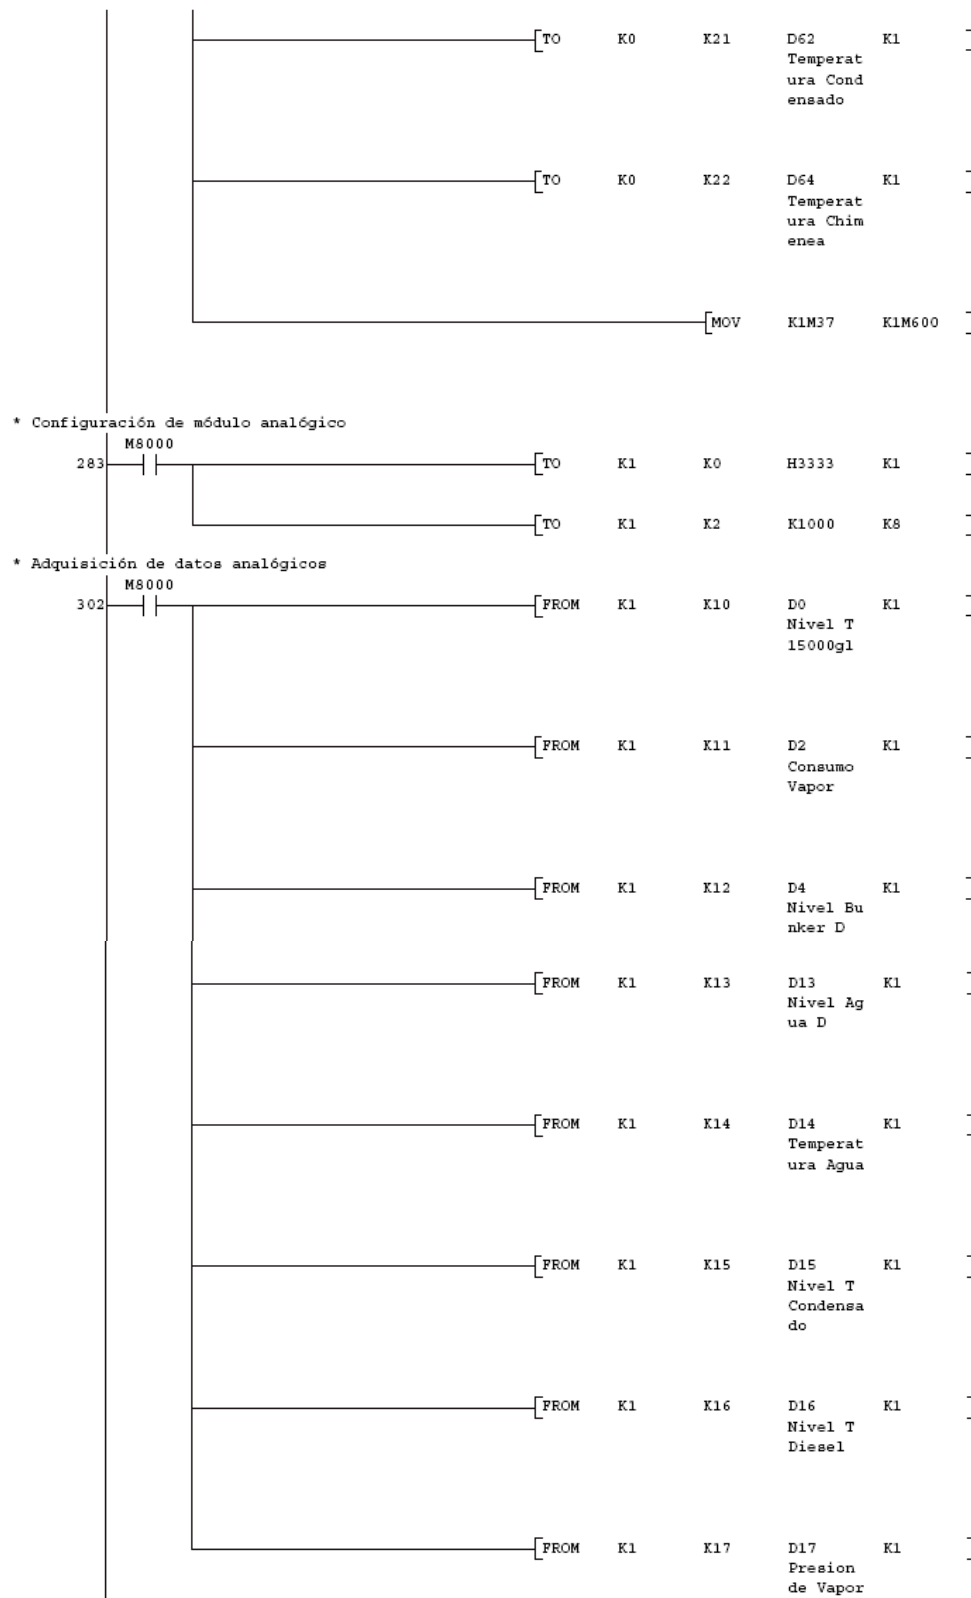 TO K0 K21 D62 K1
Temperat
ura Cond
ensado
TO K0 K22 D64 K1
Temperat
ura Chim
enea
MOV K1M37 K1M600
* Configuración de módulo analógico
M8000
283 TO K1 K0 H3333 K1
TO K1 K2 K1000 K8
* Adquisición de datos analógicos
M8000
302 FROM K1 K10 D0 K1
Nivel T
15000gl
FROM K1 K11 D2 K1
Consumo
Vapor
FROM K1 K12 D4 K1
Nivel Bu
nker D
FROM K1 K13 D13 K1
Nivel Ag
ua D
FROM K1 K14 D14 K1
Temperat
ura Agua
FROM K1 K15 D15 K1
Nivel T
Condensa
do
FROM K1 K16 D16 K1
Nivel T
Diesel
FROM K1 K17 D17 K1
Presion
de Vapor